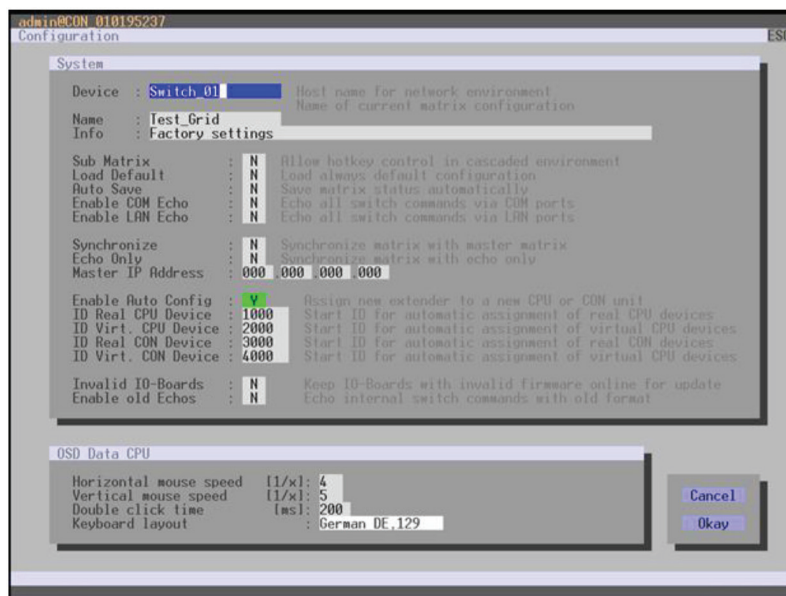 admin@CON_010195237
Configuration ESC
System
Device : Switch_01 Host name for network environment
Name of current matrix configuration
Name : Test_Grid
Info : Factory settings
Sub Matrix : N Allow hotkey control in cascaded environment
Load Default : N Load always default configuration
Auto Save : N Save matrix status automatically
Enable COM Echo : N Echo all switch commands via COM ports
Enable LAN Echo : N Echo all switch commands via LAN ports
Synchronize : N Synchronize matrix with master matrix
Echo Only : N Synchronize matrix with echo only
Master IP Address : 000 .000 .000 .000
Enable Auto Config : Y Assign new extender to a new CPU or CON unit
ID Real CPU Device : 1000 Start ID for automatic assignment of real CPU devices
ID Virt. CPU Device : 2000 Start ID for automatic assignment of virtual CPU devices
ID Real CON Device : 3000 Start ID for automatic assignment of real CON devices
ID Virt. CON Device : 4000 Start ID for automatic assignment of virtual CPU devices
Invalid IO-Boards : N Keep IO-Boards with invalid firmware online for update
Enable old Echos : N Echo internal switch commands with old format
OSD Data CPU
Horizontal mouse speed [1/x]: 4
Vertical mouse speed [1/x]: 5
Double click time [ms]: 200
Keyboard layout : German DE,129
Cancel
Okay